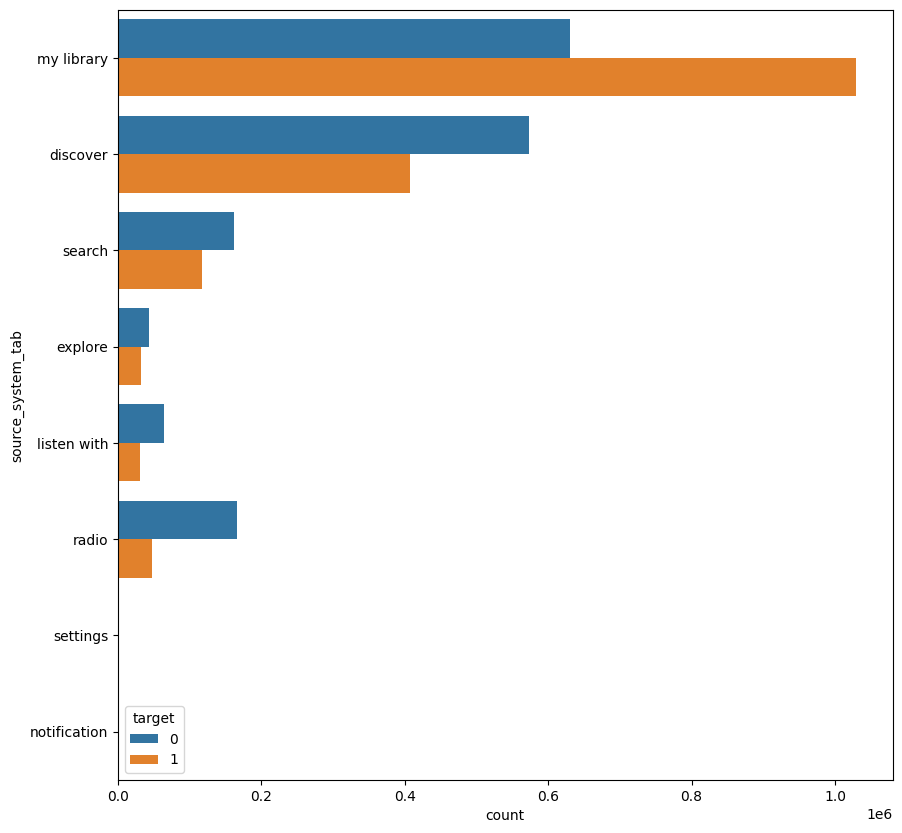 my library
discover
search
explore
listen with
radio
settings
notification
source_system_tab
target
0
1
0.0 0.2 0.4 0.6 0.8 1.0
1e6
count